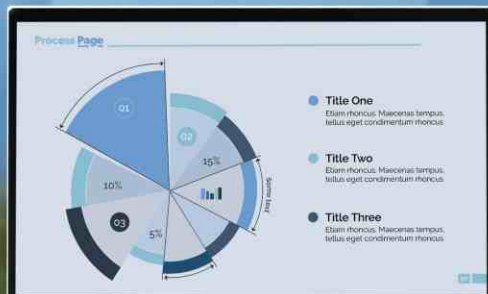 Process Page
01
02
15%
10%
03
5%
Title One
Etiam rhoncus. Maecenas tempus,
tellus eget condimentum rhoncus
Title Two
Etiam rhoncus. Maecenas tempus,
tellus eget condimentum rhoncus
Title Three
Etiam rhoncus. Maecenas tempus,
tellus eget condimentum rhoncus